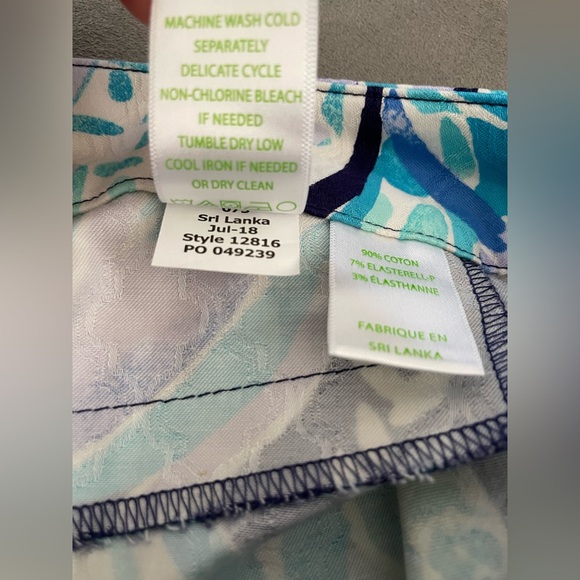 MACHINE WASH COLD
SEPARATELY
DELICATE CYCLE
NON-CHLORINE BLEACH
IF NEEDED
TUMBLE DRY LOW
COOL IRON IF NEEDED
OR DRY CLEAN
Sri Lanka
Jul-18
Style 12816
PO 049239
90% COTON
7% ELASTERELL-P
3% ÉLASTHANNE
FABRIQUE EN
SRI LANKA